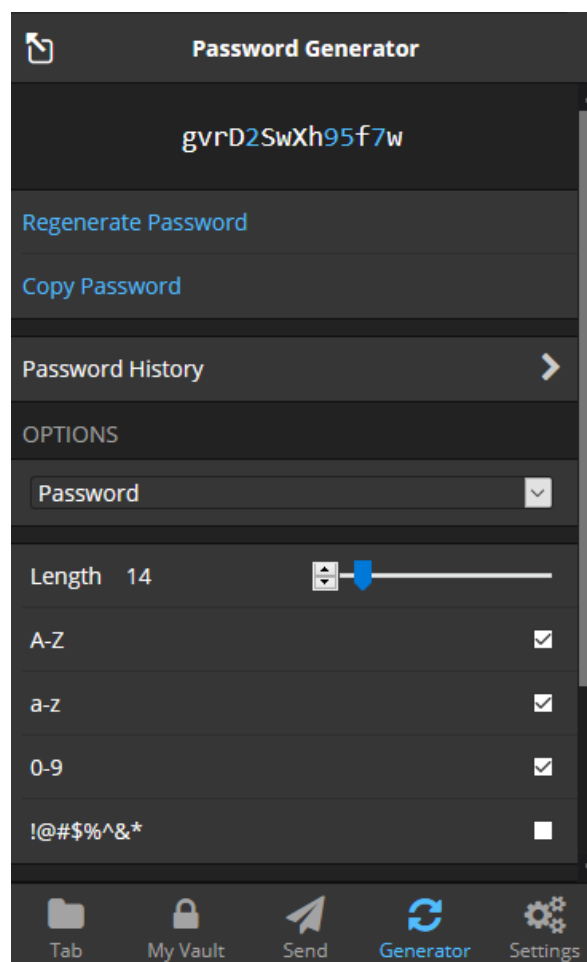 Password Generator
gvrD2SwXh95f7w
Regenerate Password
Copy Password
Password History
OPTIONS
Password
Length 14
A-Z
a-z
0-9
!@#$%^&*
Tab My Vault Send Generator Settings